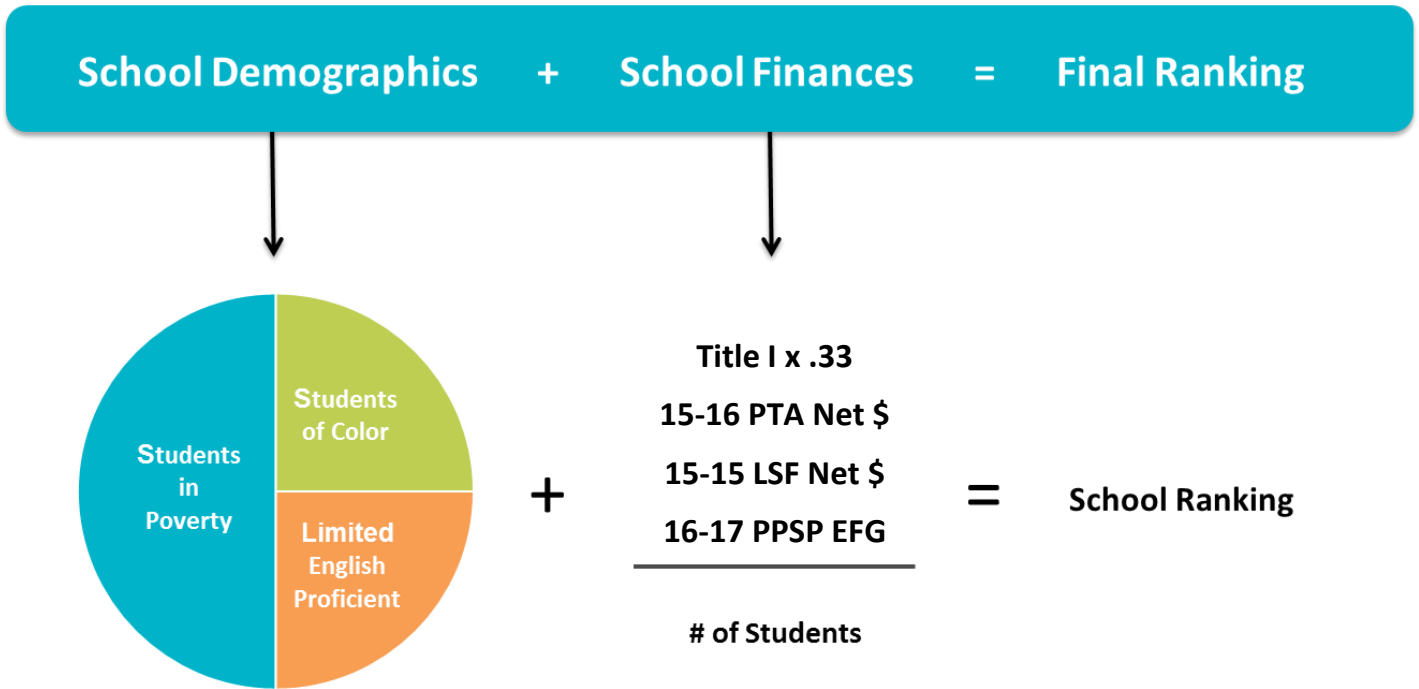 School Demographics + School Finances = Final Ranking
Students
in
Poverty
Students
of Color
Limited
English
Proficient
+
Title I x .33
15-16 PTA Net $
15-15 LSF Net $
16-17 PPSP EFG
# of Students
=
School Ranking